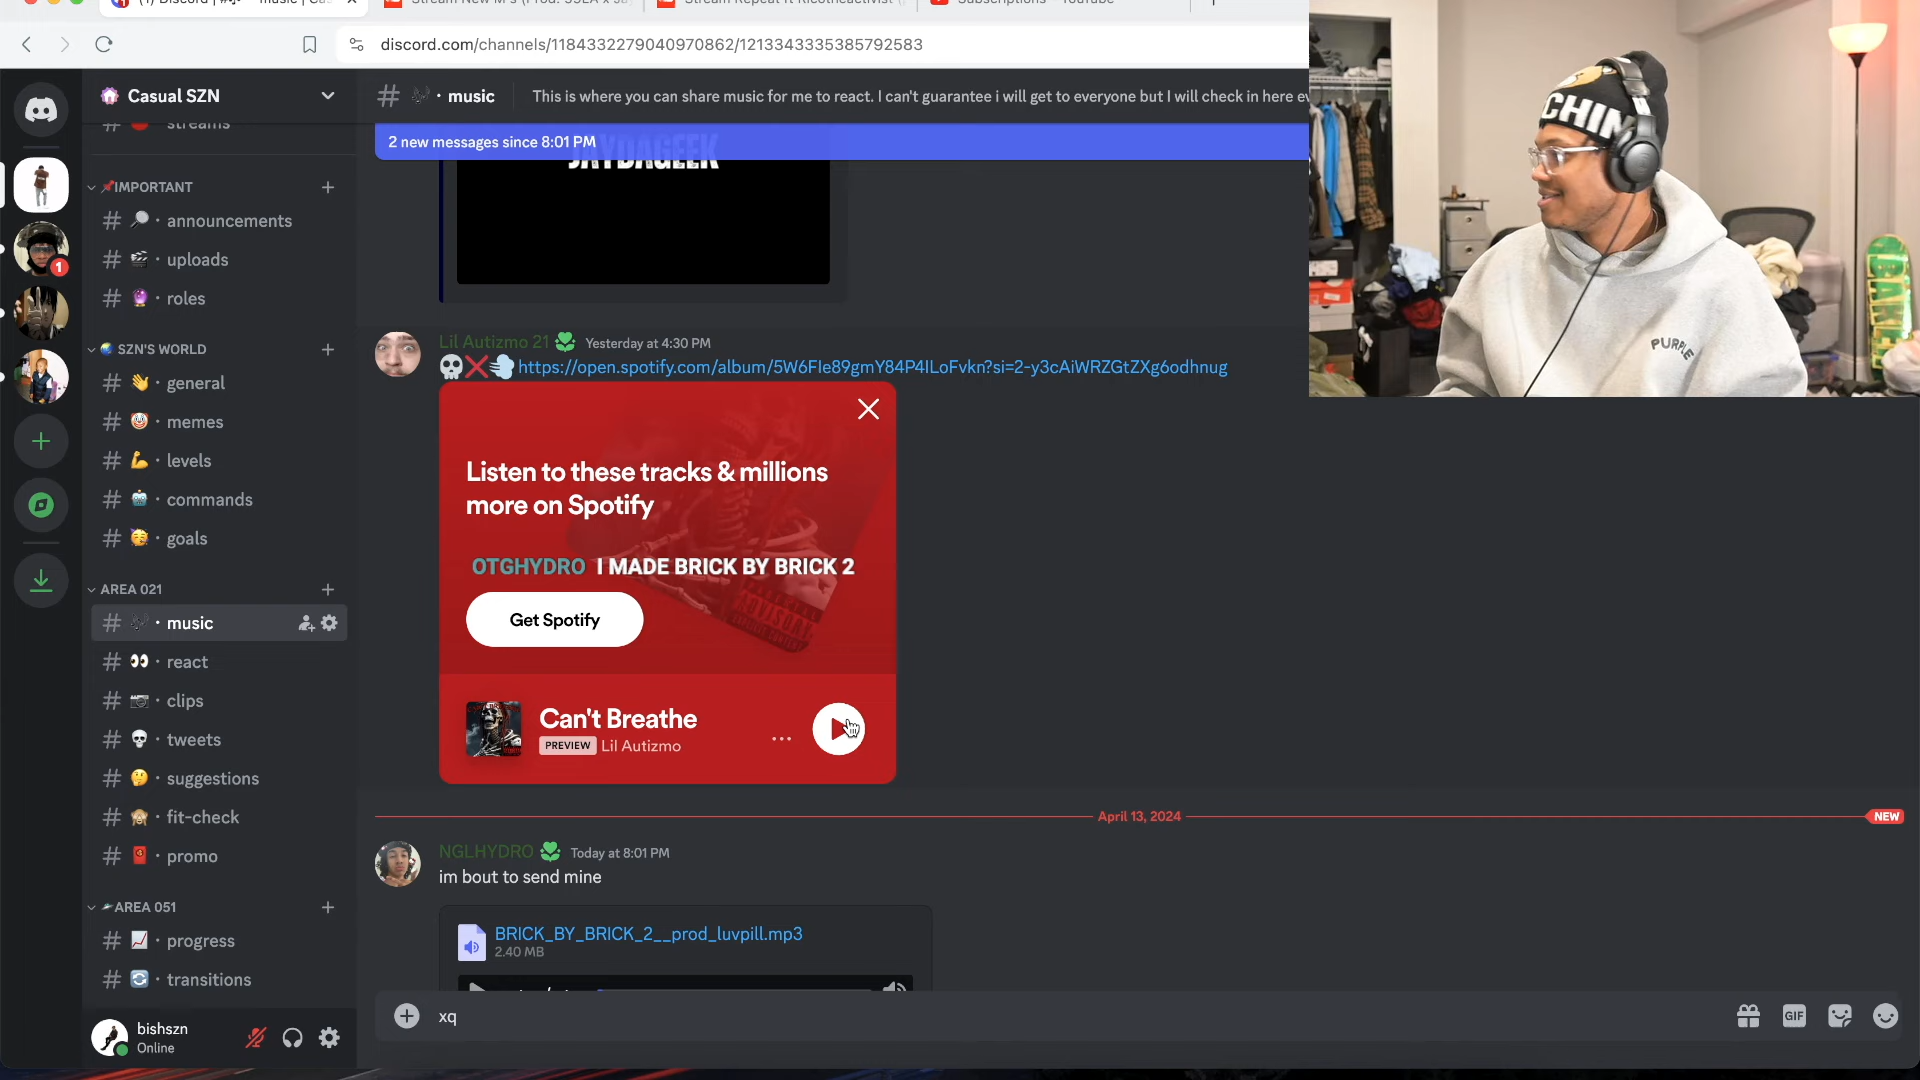 discord.com/channels/1184332279040970862/1213343335385792583
Casual SZN
streams
IMPORTANT
announcements
uploads
roles
SZN'S WORLD
general
memes
levels
commands
goals
AREA 021
music
react
clips
tweets
suggestions
fit-check
promo
AREA 051
progress
transitions
bishszn
Online
1
music
This is where you can share music for me to react. I can't guarantee i will get to everyone but I will check in here
2 new messages since 8:01 PM
JAYDAGEEK
Lil Autizmo 21 Yesterday at 4:30 PM
https://open.spotify.com/album/5W6FIe89gmY84P4ILoFvkn?si=2-y3cAiWRZGtZXg6odhnug
Listen to these tracks & millions
more on Spotify
OTGHYDRO I MADE BRICK BY BRICK 2
Get Spotify
Can't Breathe
PREVIEW Lil Autizmo
April 13, 2024
NEW
NGLHYDRO Today at 8:01 PM
im bout to send mine
BRICK_BY_BRICK_2__prod_luvpill.mp3
2.40 MB
xq
GIF
PURPLE